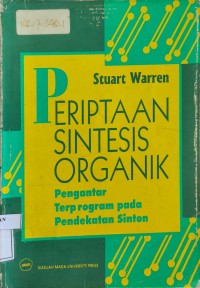 Stuart Warren
PERIPTAAN
SINTESIS
ORGANIK
Pengantar
Terprogram pada
Pendekatan Sinton
GADJAH MADA UNIVERSITY PRESS